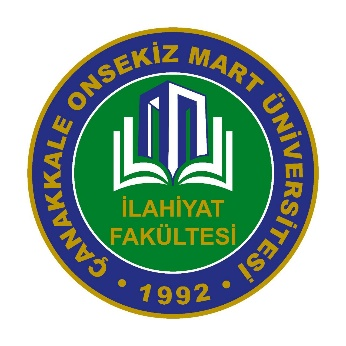 ÇANAKKALE ONSEKİZ MART ÜNİVERSİTESİ
İLAHİYAT
FAKÜLTESİ
• 1992 •